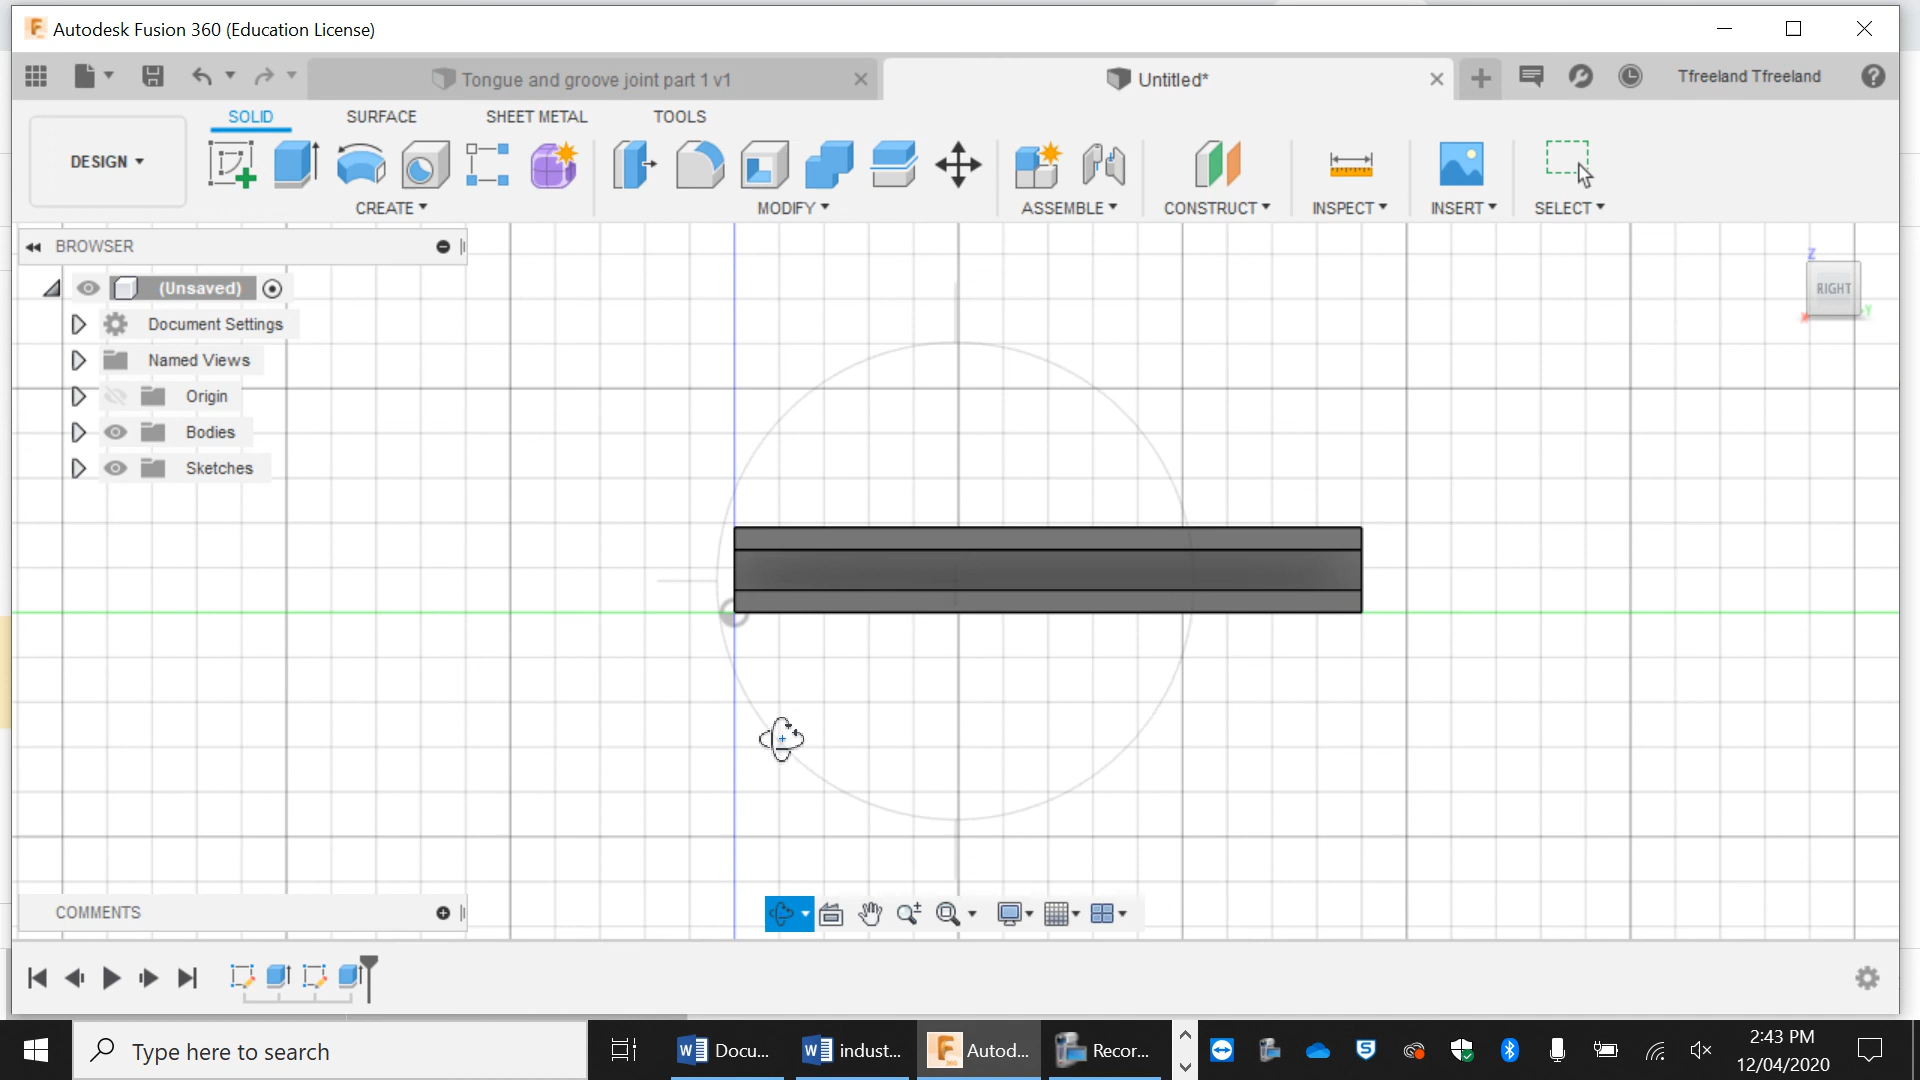 Autodesk Fusion 360 (Education License)
Tongue and groove joint part 1 v1
Untitled*
Tfreeland Tfreeland
SOLID
SURFACE
SHEET METAL
TOOLS
DESIGN
CREATE
MODIFY
ASSEMBLE
CONSTRUCT
INSPECT
INSERT
SELECT
BROWSER
(Unsaved)
Document Settings
Named Views
Origin
Bodies
Sketches
Z
RIGHT
X
Y
COMMENTS
Type here to search
Docu...
indust...
Autod...
Recor...
2:43 PM
12/04/2020